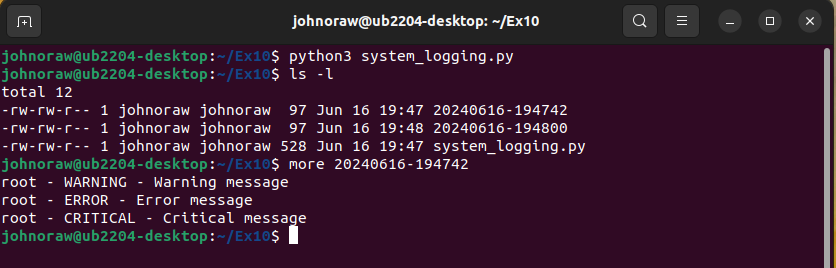 johnoraw@ub2204-desktop: ~/Ex10
johnoraw@ub2204-desktop:~/Ex10$ python3 system_logging.py
johnoraw@ub2204-desktop:~/Ex10$ ls -l
total 12
-rw-rw-r-- 1 johnoraw johnoraw  97 Jun 16 19:47 20240616-194742
-rw-rw-r-- 1 johnoraw johnoraw  97 Jun 16 19:48 20240616-194800
-rw-rw-r-- 1 johnoraw johnoraw 528 Jun 16 19:47 system_logging.py
johnoraw@ub2204-desktop:~/Ex10$ more 20240616-194742
root - WARNING - Warning message
root - ERROR - Error message
root - CRITICAL - Critical message
johnoraw@ub2204-desktop:~/Ex10$